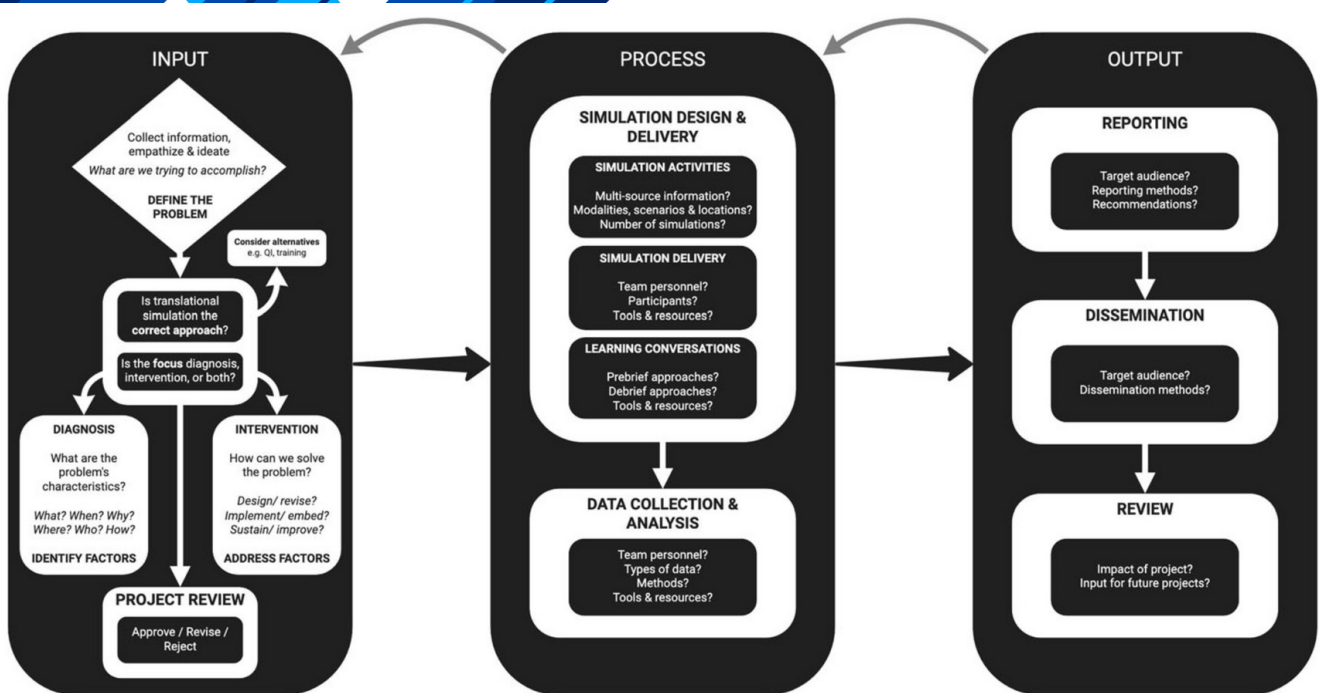 INPUT
Collect information,
empathize & ideate
What are we trying to accomplish?
DEFINE THE
PROBLEM
Consider alternatives
e.g. QI, training
Is translational
simulation the
correct approach?
Is the focus diagnosis,
intervention, or both?
DIAGNOSIS
What are the
problem's
characteristics?
What? When? Why?
Where? Who? How?
IDENTIFY FACTORS
INTERVENTION
How can we solve
the problem?
Design/ revise?
Implement/ embed?
Sustain/ improve?
ADDRESS FACTORS
PROJECT REVIEW
Approve / Revise /
Reject
PROCESS
SIMULATION DESIGN &
DELIVERY
SIMULATION ACTIVITIES
Multi-source information?
Modalities, scenarios & locations?
Number of simulations?
SIMULATION DELIVERY
Team personnel?
Participants?
Tools & resources?
LEARNING CONVERSATIONS
Prebrief approaches?
Debrief approaches?
Tools & resources?
DATA COLLECTION &
ANALYSIS
Team personnel?
Types of data?
Methods?
Tools & resources?
OUTPUT
REPORTING
Target audience?
Reporting methods?
Recommendations?
DISSEMINATION
Target audience?
Dissemination methods?
REVIEW
Impact of project?
Input for future projects?